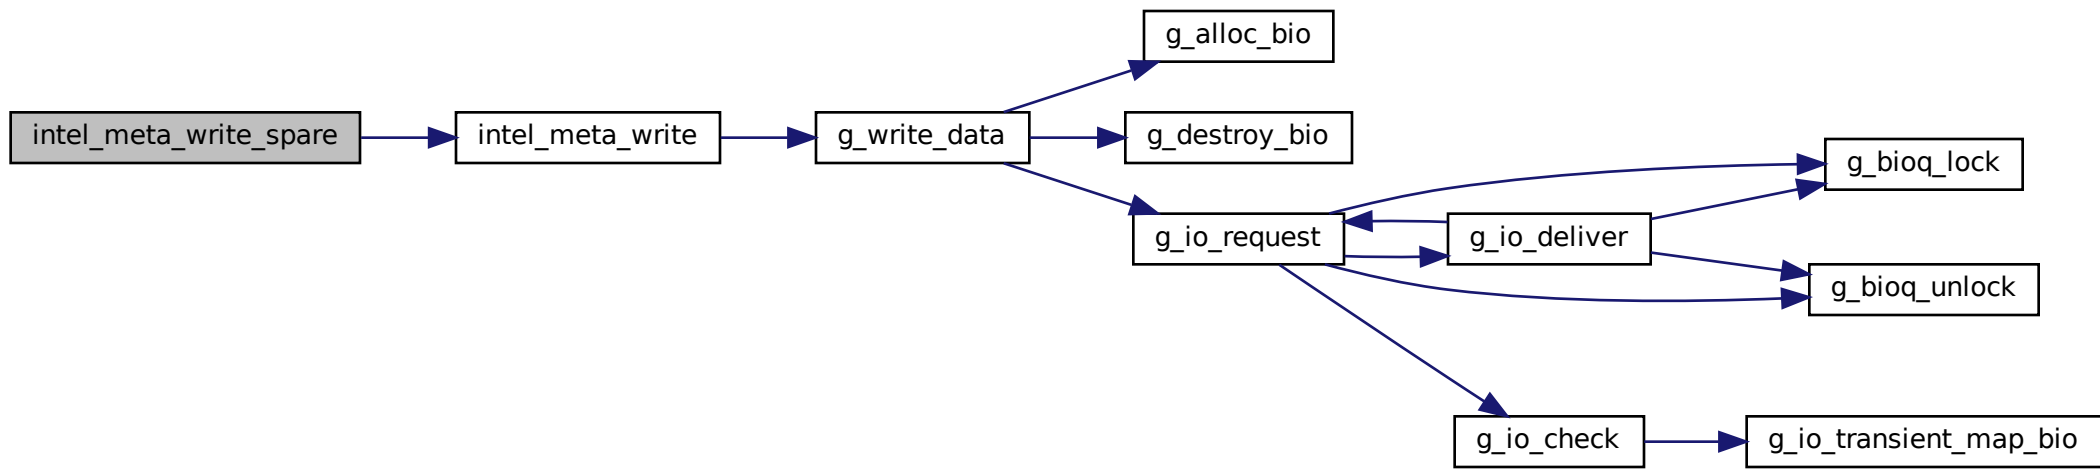 intel_meta_write_spare
intel_meta_write
g_write_data
g_alloc_bio
g_destroy_bio
g_io_request
g_io_deliver
g_bioq_lock
g_bioq_unlock
g_io_check
g_io_transient_map_bio